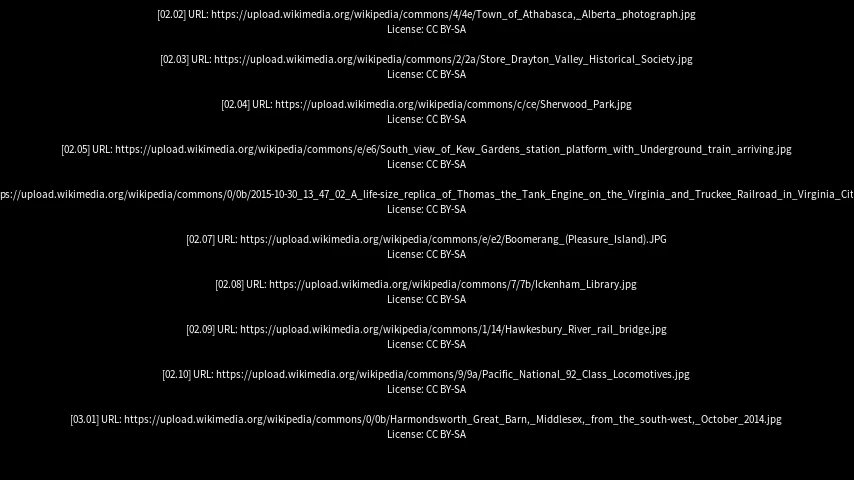 [02.02] URL: https://upload.wikimedia.org/wikipedia/commons/4/4e/Town_of_Athabasca,_Alberta_photograph.jpg
License: CC BY-SA
[02.03] URL: https://upload.wikimedia.org/wikipedia/commons/2/2a/Store_Drayton_Valley_Historical_Society.jpg
License: CC BY-SA
[02.04] URL: https://upload.wikimedia.org/wikipedia/commons/c/ce/Sherwood_Park.jpg
License: CC BY-SA
[02.05] URL: https://upload.wikimedia.org/wikipedia/commons/e/e6/South_view_of_Kew_Gardens_station_platform_with_Underground_train_arriving.jpg
License: CC BY-SA
ps://upload.wikimedia.org/wikipedia/commons/0/0b/2015-10-30_13_47_02_A_life-size_replica_of_Thomas_the_Tank_Engine_on_the_Virginia_and_Truckee_Railroad_in_Virginia_Cit
License: CC BY-SA
[02.07] URL: https://upload.wikimedia.org/wikipedia/commons/e/e2/Boomerang_(Pleasure_Island).JPG
License: CC BY-SA
[02.08] URL: https://upload.wikimedia.org/wikipedia/commons/7/7b/Ickenham_Library.jpg
License: CC BY-SA
[02.09] URL: https://upload.wikimedia.org/wikipedia/commons/1/14/Hawkesbury_River_rail_bridge.jpg
License: CC BY-SA
[02.10] URL: https://upload.wikimedia.org/wikipedia/commons/9/9a/Pacific_National_92_Class_Locomotives.jpg
License: CC BY-SA
[03.01] URL: https://upload.wikimedia.org/wikipedia/commons/0/0b/Harmondsworth_Great_Barn,_Middlesex,_from_the_south-west,_October_2014.jpg
License: CC BY-SA